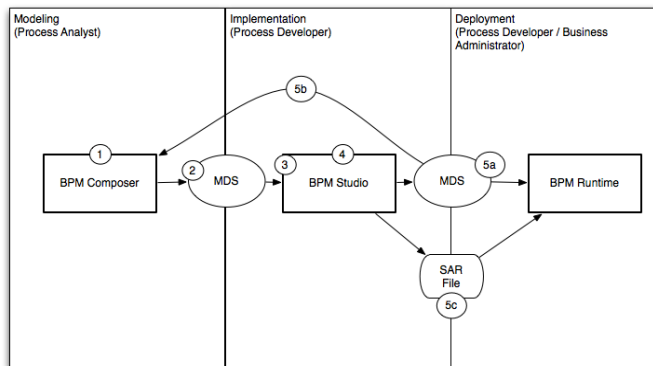 Modeling
(Process Analyst)
Implementation
(Process Developer)
Deployment
(Process Developer / Business
Administrator)
5b
1
2
3
4
5a
BPM Composer
MDS
BPM Studio
MDS
BPM Runtime
SAR
File
5c